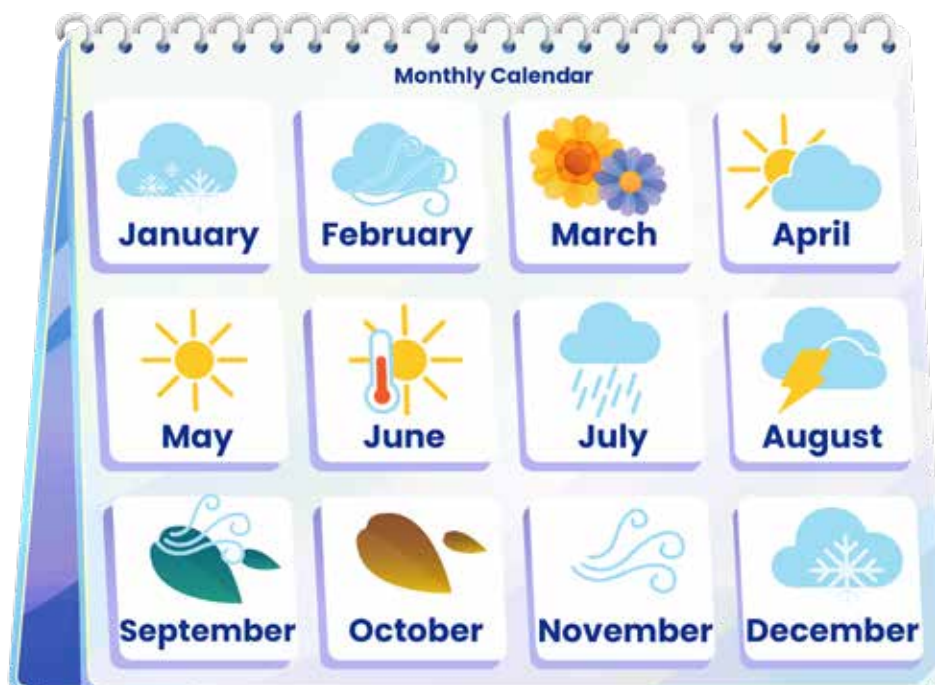 Monthly Calendar
January
February
March
April
May
June
July
August
September
October
November
December